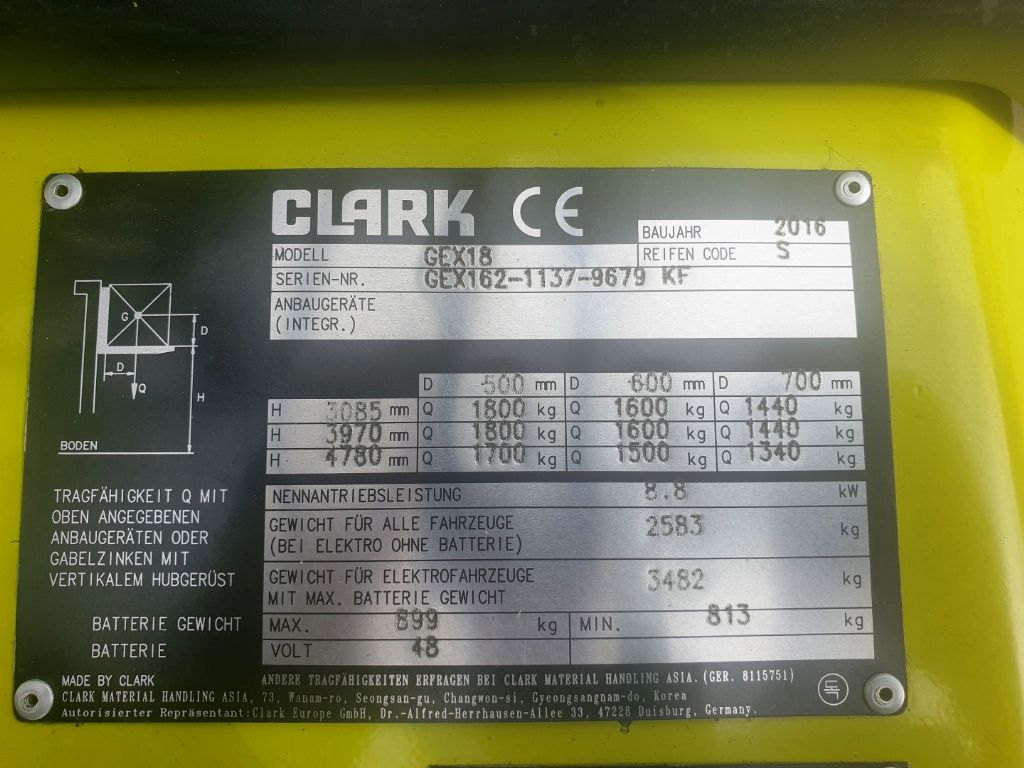 CLARK CE
BAUJAHR 2016
MODELL GEX18 REIFEN CODE S
SERIEN-NR. GEX162-1137-9679 KF
ANBAUGERÄTE
(INTEGR.)
G
D
D
Q
H
BODEN
D 500 mm D 600 mm D 700 mm
H 3085 mm Q 1800 kg Q 1600 kg Q 1440 kg
H 3970 mm Q 1800 kg Q 1600 kg Q 1440 kg
H 4780 mm Q 1700 kg Q 1500 kg Q 1340 kg
TRAGFÄHIGKEIT Q MIT
OBEN ANGEGEBENEN
ANBAUGERÄTEN ODER
GABELZINKEN MIT
VERTIKALEM HUBGERÜST
NENNANTRIEBSLEISTUNG 8.8 kW
GEWICHT FÜR ALLE FAHRZEUGE 2583 kg
(BEI ELEKTRO OHNE BATTERIE)
GEWICHT FÜR ELEKTROFAHRZEUGE 3482 kg
MIT MAX. BATTERIE GEWICHT
BATTERIE GEWICHT MAX. 899 kg MIN. 813 kg
BATTERIE VOLT 48
MADE BY CLARK ANDERE TRAGFÄHIGKEITEN ERFRAGEN BEI CLARK MATERIAL HANDLING ASIA. (GER. 8115751)
CLARK MATERIAL HANDLING ASIA, 73, Wanam-ro, Seongsan-gu, Changwon-si, Gyeongsangnam-do, Korea
Autorisierter Repräsentant:Clark Europe GmbH, Dr.-Alfred-Herrhausen-Allee 33, 47228 Duisburg, Germany.